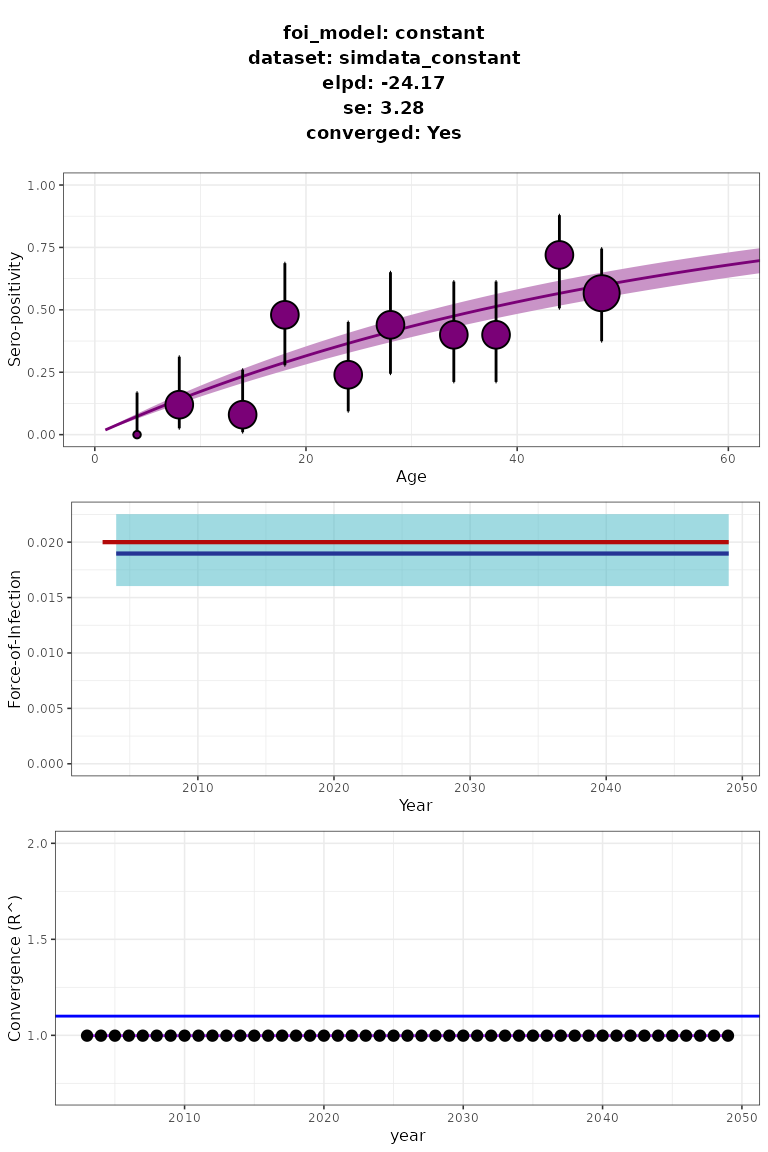 foi_model: constant
dataset: simdata_constant
elpd: -24.17
se: 3.28
converged: Yes
1.00
0.75
0.50
0.25
0.00
Sero-positivity
0 20 40 60
Age
0.020
0.015
0.010
0.005
0.000
Force-of-Infection
2010 2020 2030 2040 2050
Year
2.0
1.5
1.0
Convergence (R^)
2010 2020 2030 2040 2050
year